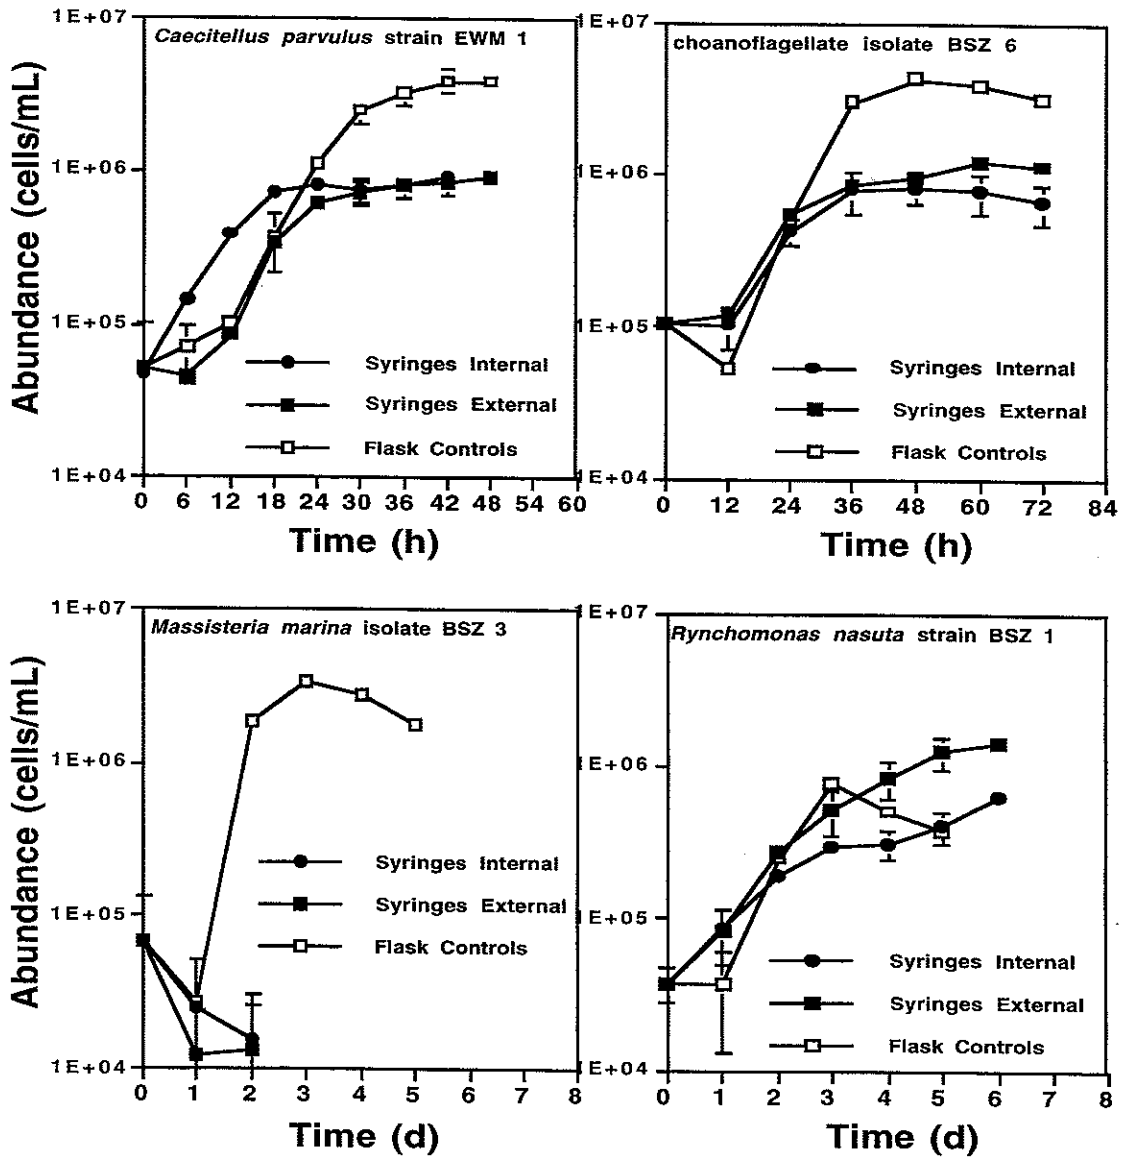 1E+07
Caecitellus parvulus strain EWM 1
1E+06
1E+05
1E+04
Abundance (cells/mL)
Syringes Internal
Syringes External
Flask Controls
0 6 12 18 24 30 36 42 48 54 60
Time (h)
1E+07
choanoflagellate isolate BSZ 6
1E+06
1E+05
1E+04
Syringes Internal
Syringes External
Flask Controls
0 12 24 36 48 60 72 84
Time (h)
1E+07
Massisteria marina isolate BSZ 3
1E+06
1E+05
1E+04
Abundance (cells/mL)
Syringes Internal
Syringes External
Flask Controls
0 1 2 3 4 5 6 7 8
Time (d)
1E+07
Rynchomonas nasuta strain BSZ 1
1E+06
1E+05
1E+04
Syringes Internal
Syringes External
Flask Controls
0 1 2 3 4 5 6 7 8
Time (d)